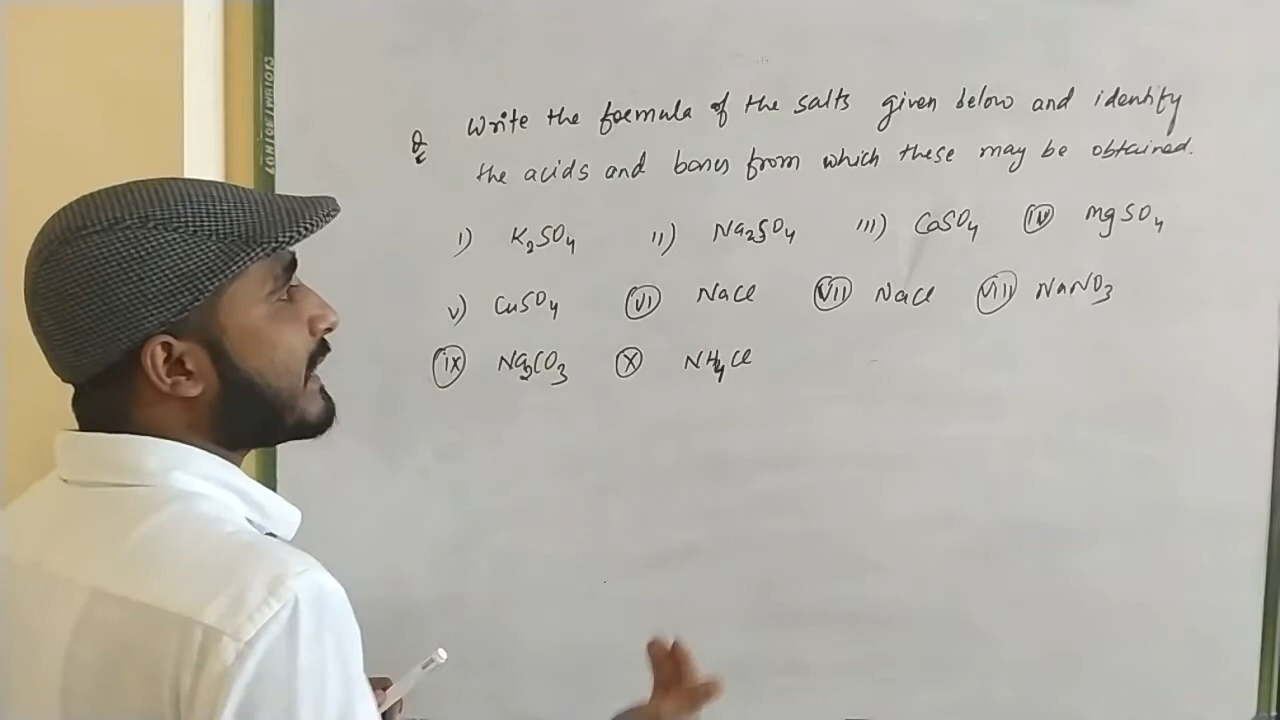 Q Write the formula of the salts given below and identify
the acids and bases from which these may be obtained.
i) K₂SO₄ ii) Na₂SO₄ iii) CaSO₄ iv MgSO₄
v) CuSO₄ vi NaCl vii NaCl viii NaNO₃
ix Na₂CO₃ x NH₄Cl